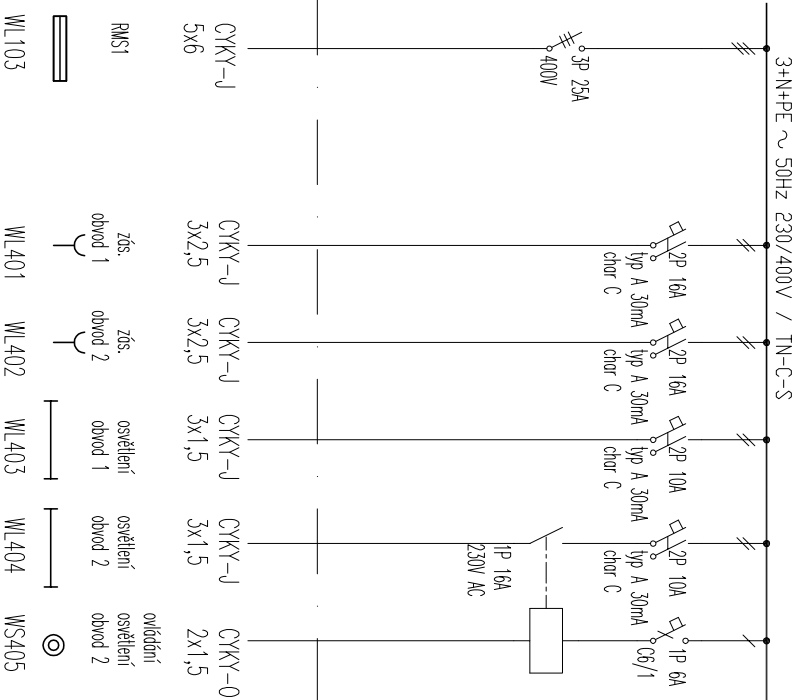 3+N+PE ~ 50Hz 230/400V / TN-C-S
3P 25A
400V
CYKY-J
5x6
RMS1
WL103
2P 16A
typ A 30mA
char C
CYKY-J
3x2,5
zás.
obvod 1
WL401
2P 16A
typ A 30mA
char C
CYKY-J
3x2,5
zás.
obvod 2
WL402
2P 10A
typ A 30mA
char C
CYKY-J
3x1,5
osvětlení
obvod 1
WL403
2P 10A
typ A 30mA
char C
1P 16A
230V AC
CYKY-J
3x1,5
osvětlení
obvod 2
WL404
1P 6A
C6/1
CYKY-O
2x1,5
ovládání
osvětlení
obvod 2
WS405